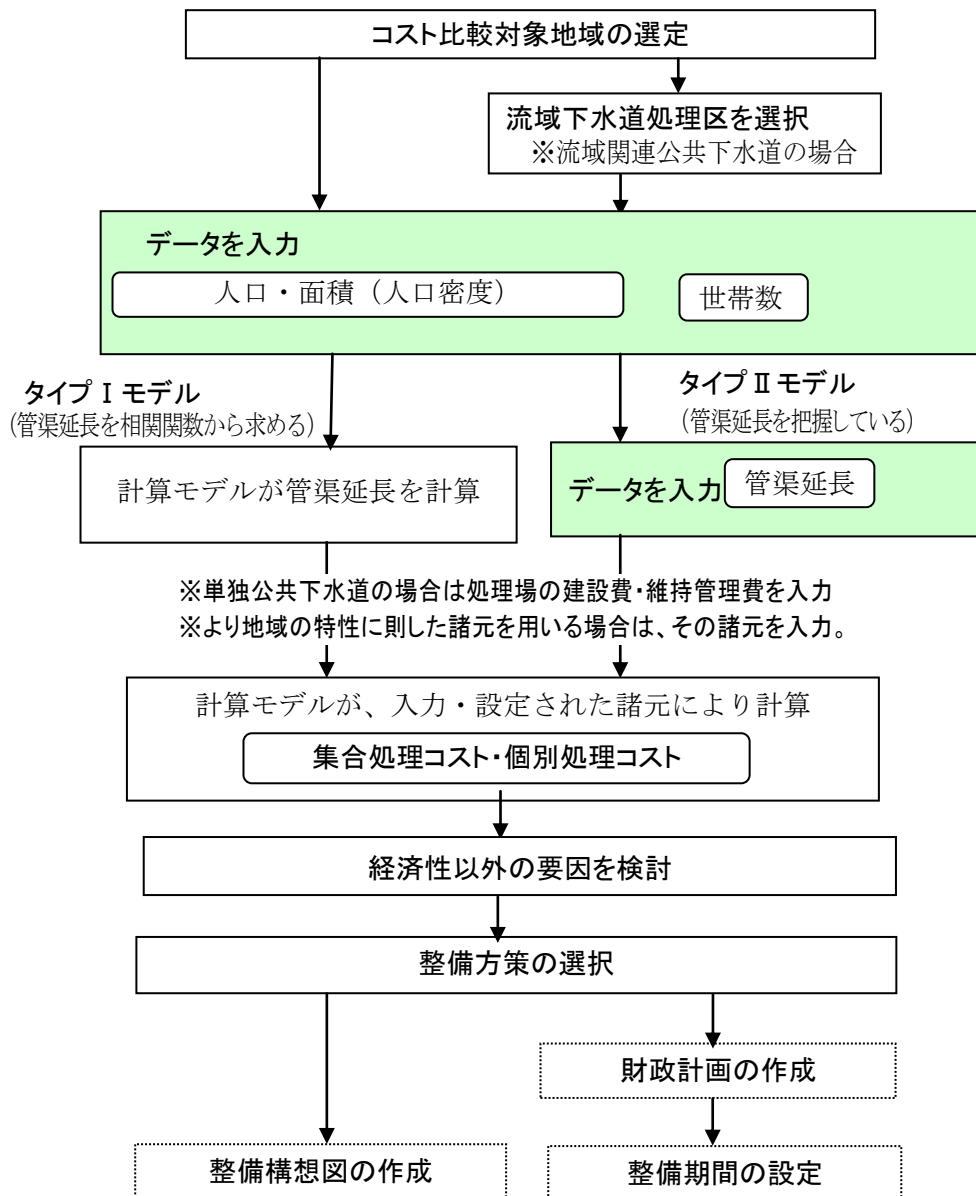 コスト比較対象地域の選定
流域下水道処理区を選択
※流域関連公共下水道の場合
データを入力
人口・面積（人口密度）
世帯数
タイプⅠモデル
(管渠延長を相関関数から求める)
タイプⅡモデル
(管渠延長を把握している)
計算モデルが管渠延長を計算
データを入力
管渠延長
※単独公共下水道の場合は処理場の建設費・維持管理費を入力
※より地域の特性に則した諸元を用いる場合は、その諸元を入力。
計算モデルが、入力・設定された諸元により計算
集合処理コスト・個別処理コスト
経済性以外の要因を検討
整備方策の選択
財政計画の作成
整備構想図の作成
整備期間の設定